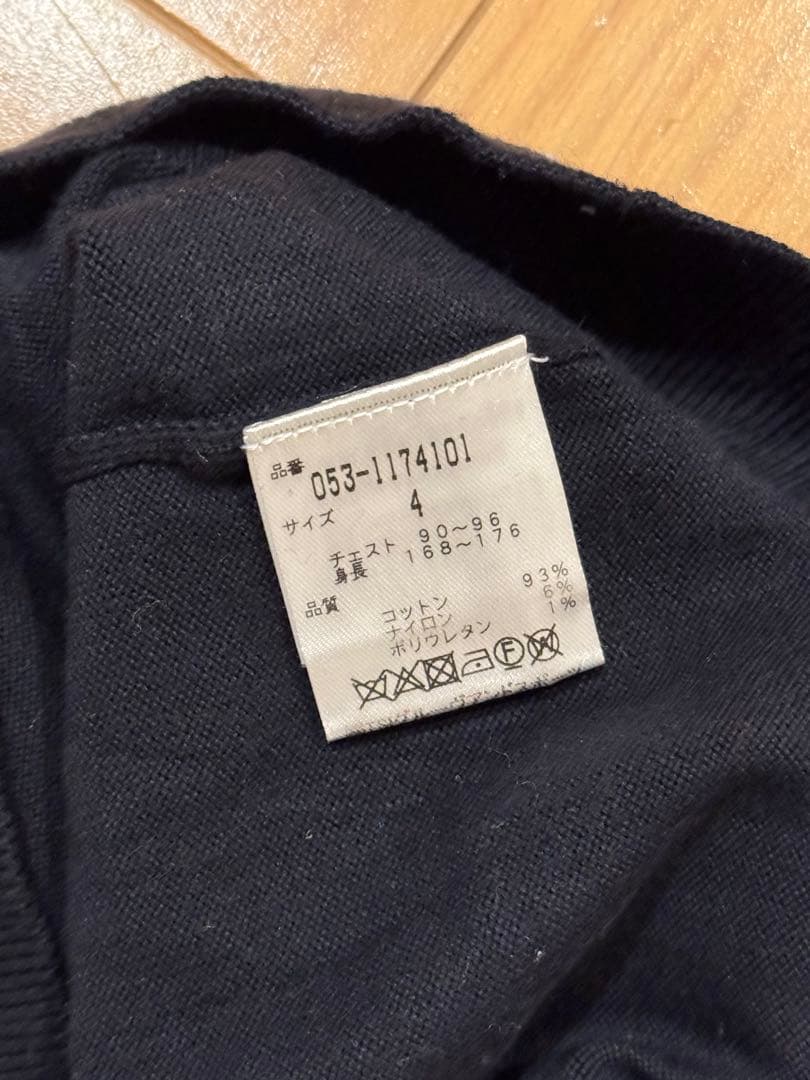 品番 053-1174101
サイズ 4
チェスト 90～96
身長 168～176
品質 コットン 93%
ナイロン 6%
ポリウレタン 1%
F W